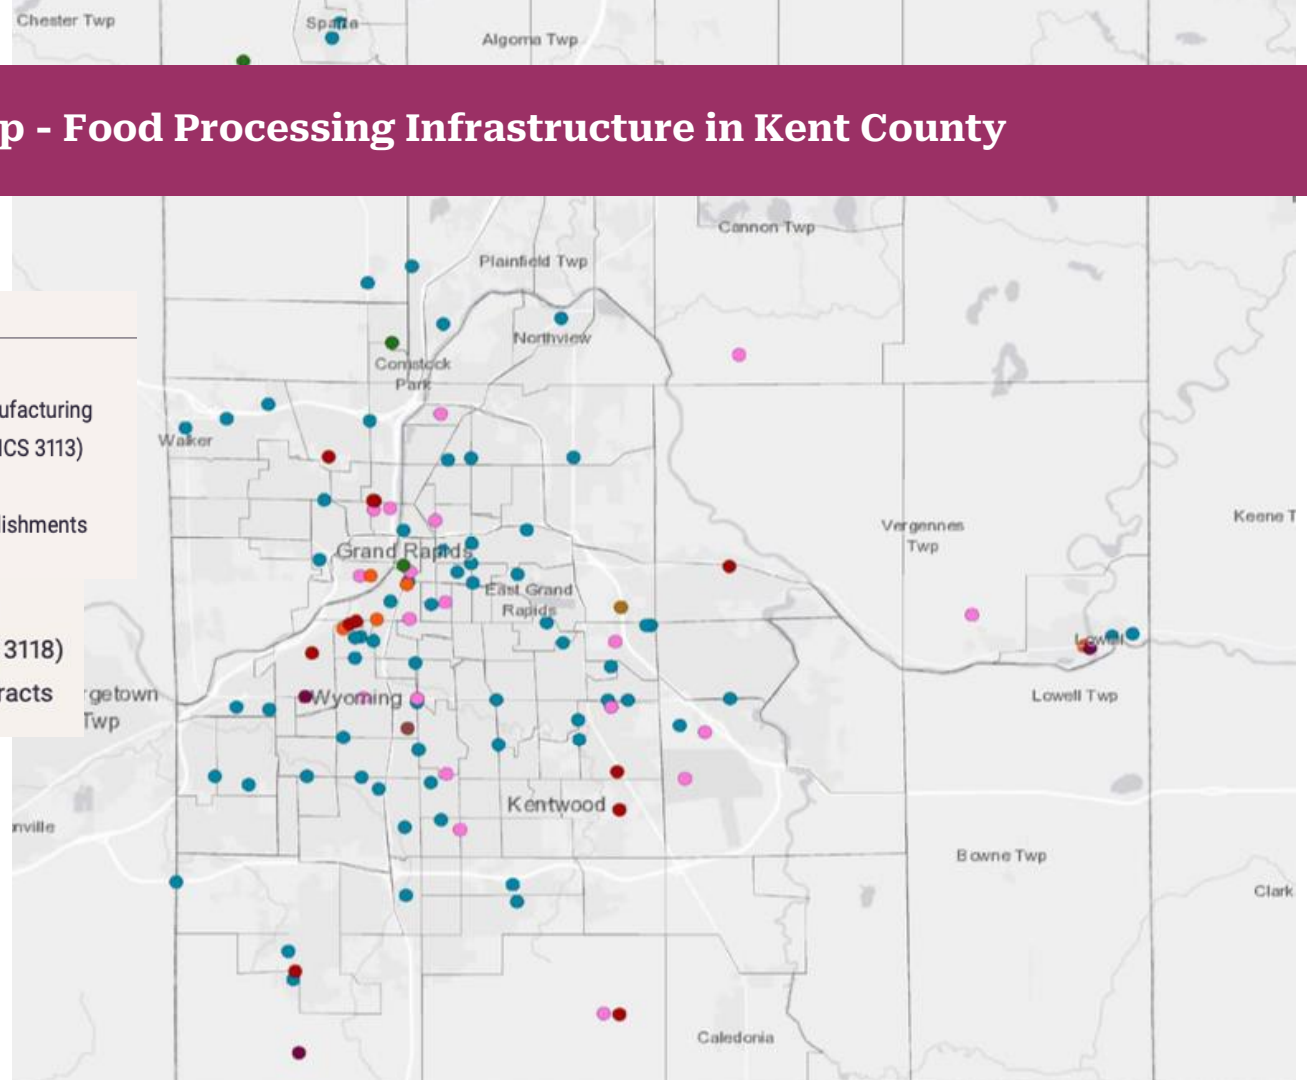 Chester Twp
Sparta
Algoma Twp
p - Food Processing Infrastructure in Kent County
Cannon Twp
Plainfield Twp
Northview
Comstock
Park
ufacturing
Walker
ICS 3113)
lishments
Vergennes
Twp
Keene T
Grand Rapids
East Grand
Rapids
3118)
Lowell
racts
getown
Twp
Wyoming
Lowell Twp
Kentwood
nville
Bowne Twp
Clark
Caledonia